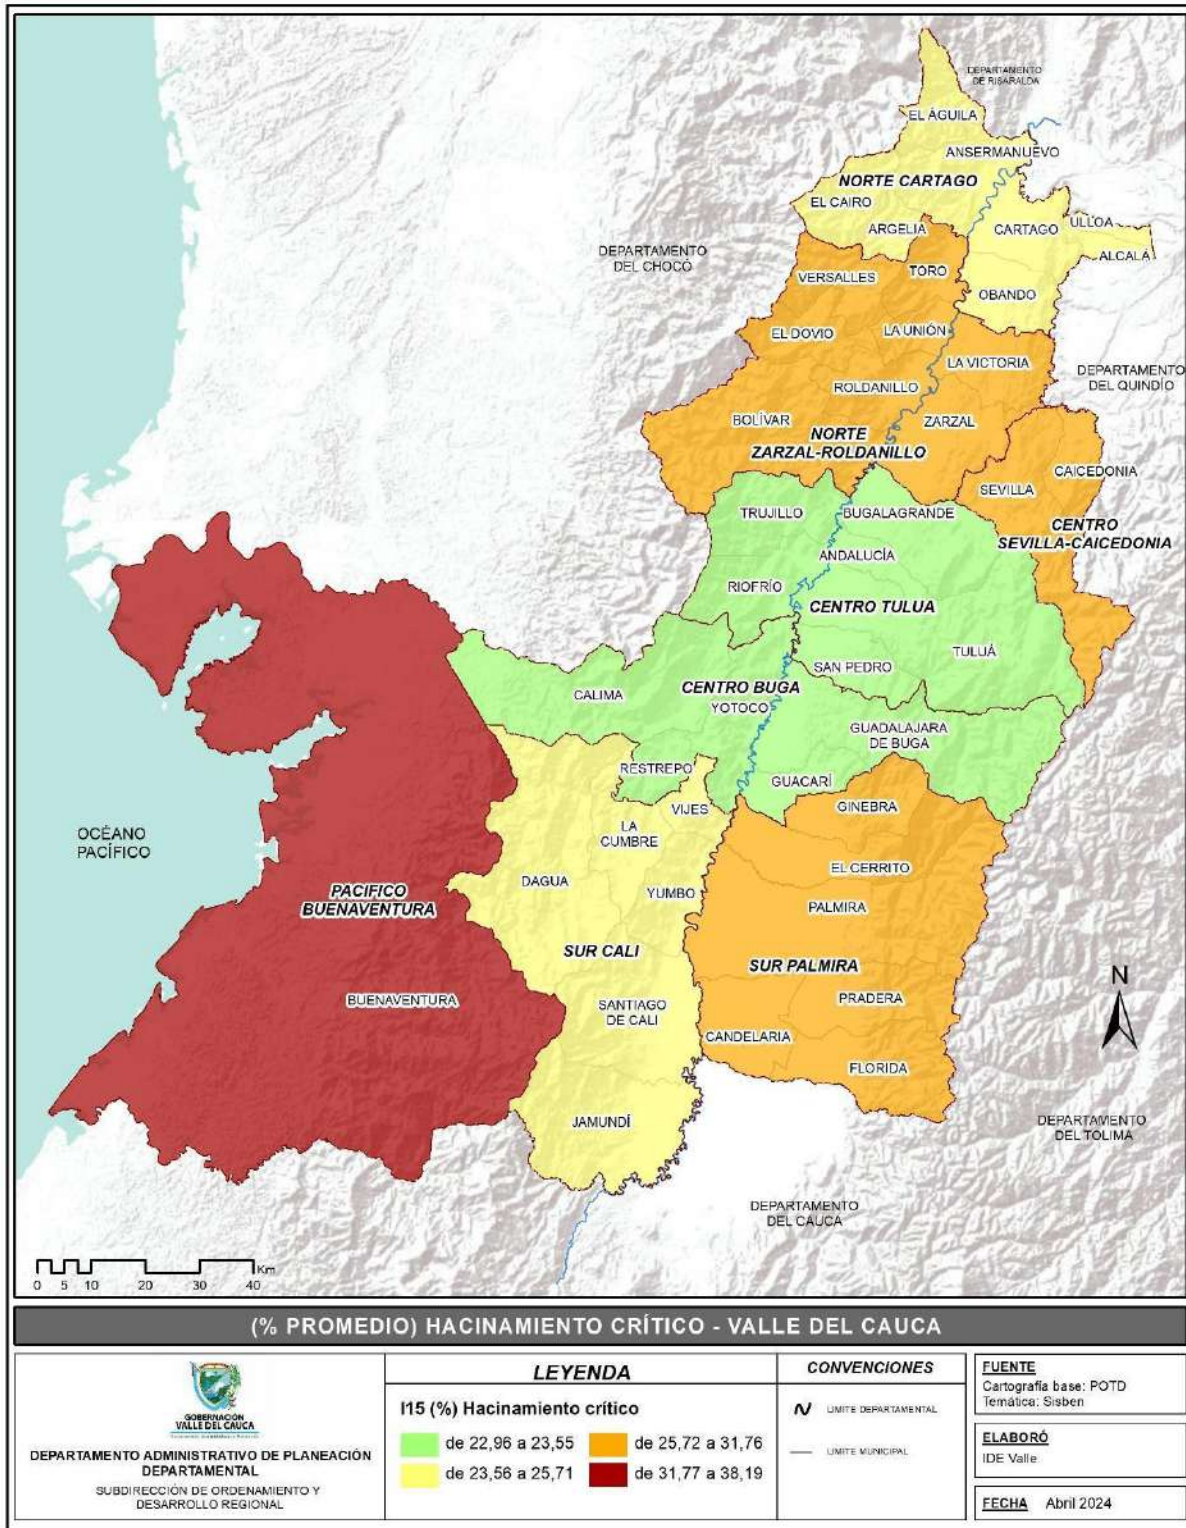 DEPARTAMENTO
DE RISARALDA
EL ÁGUILA
ANSERMANUEVO
NORTE CARTAGO
EL CAIRO
ARGELIA
CARTAGO
ULLOA
ALCALÁ
DEPARTAMENTO
DEL CHOCÓ
VERSALLES
TORO
OBANDO
EL DOVIO
LA UNIÓN
LA VICTORIA
DEPARTAMENTO
DEL QUINDÍO
ROLDANILLO
BOLÍVAR
ZARZAL
NORTE
ZARZAL-ROLDANILLO
CAICEDONIA
SEVILLA
CENTRO
SEVILLA-CAICEDONIA
TRUJILLO
BUGALAGRANDE
ANDALUCÍA
RIOFRÍO
CENTRO TULUA
TULUÁ
SAN PEDRO
CALIMA
CENTRO BUGA
YOTOCO
GUADALAJARA
DE BUGA
RESTREPO
GUACARÍ
VIJES
GINEBRA
LA
CUMBRE
OCÉANO
PACÍFICO
EL CERRITO
DAGUA
YUMBO
PACIFICO
BUENAVENTURA
PALMIRA
SUR CALI
SUR PALMIRA
N
BUENAVENTURA
SANTIAGO
DE CALI
PRADERA
CANDELARIA
FLORIDA
JAMUNDÍ
DEPARTAMENTO
DEL TOLIMA
DEPARTAMENTO
DEL CAUCA
Km
0 5 10 20 30 40
(% PROMEDIO) HACINAMIENTO CRÍTICO - VALLE DEL CAUCA
GOBERNACIÓN
VALLE DEL CAUCA
DEPARTAMENTO ADMINISTRATIVO DE PLANEACIÓN
DEPARTAMENTAL
SUBDIRECCIÓN DE ORDENAMIENTO Y
DESARROLLO REGIONAL
LEYENDA
I15 (%) Hacinamiento crítico
de 22,96 a 23,55
de 25,72 a 31,76
de 23,56 a 25,71
de 31,77 a 38,19
CONVENCIONES
LIMITE DEPARTAMENTAL
LIMITE MUNICIPAL
FUENTE
Cartografía base: POTD
Temática: Sisben
ELABORÓ
IDE Valle
FECHA Abril 2024